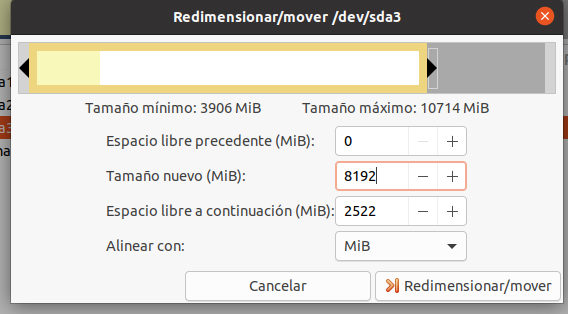 Redimensionar/mover /dev/sda3
Tamaño mínimo: 3906 MiB Tamaño máximo: 10714 MiB
Espacio libre precedente (MiB): 0
Tamaño nuevo (MiB): 8192
Espacio libre a continuación (MiB): 2522
Alinear con: MiB
Cancelar Redimensionar/mover